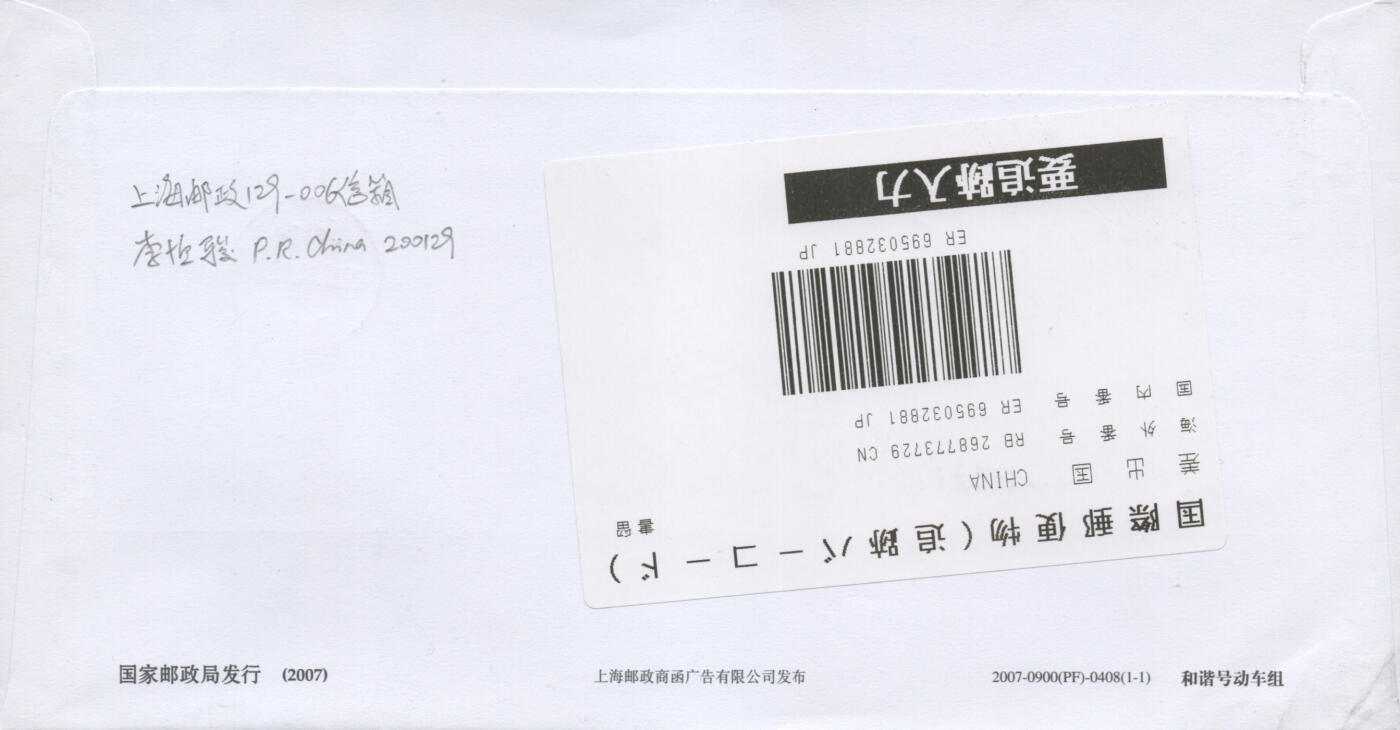 上海邮政129-006信箱
李 P.R. China 200129
国際郵便物(追跡バーコード)
書留
差出国 CHINA
海外番号 RB 268773729 CN
国内番号 ER 695032881 JP
ER 695032881 JP
要追跡入力
国家邮政局发行 (2007)
上海邮政商函广告有限公司发布
2007-0900(PF)-0408(1-1) 和谐号动车组